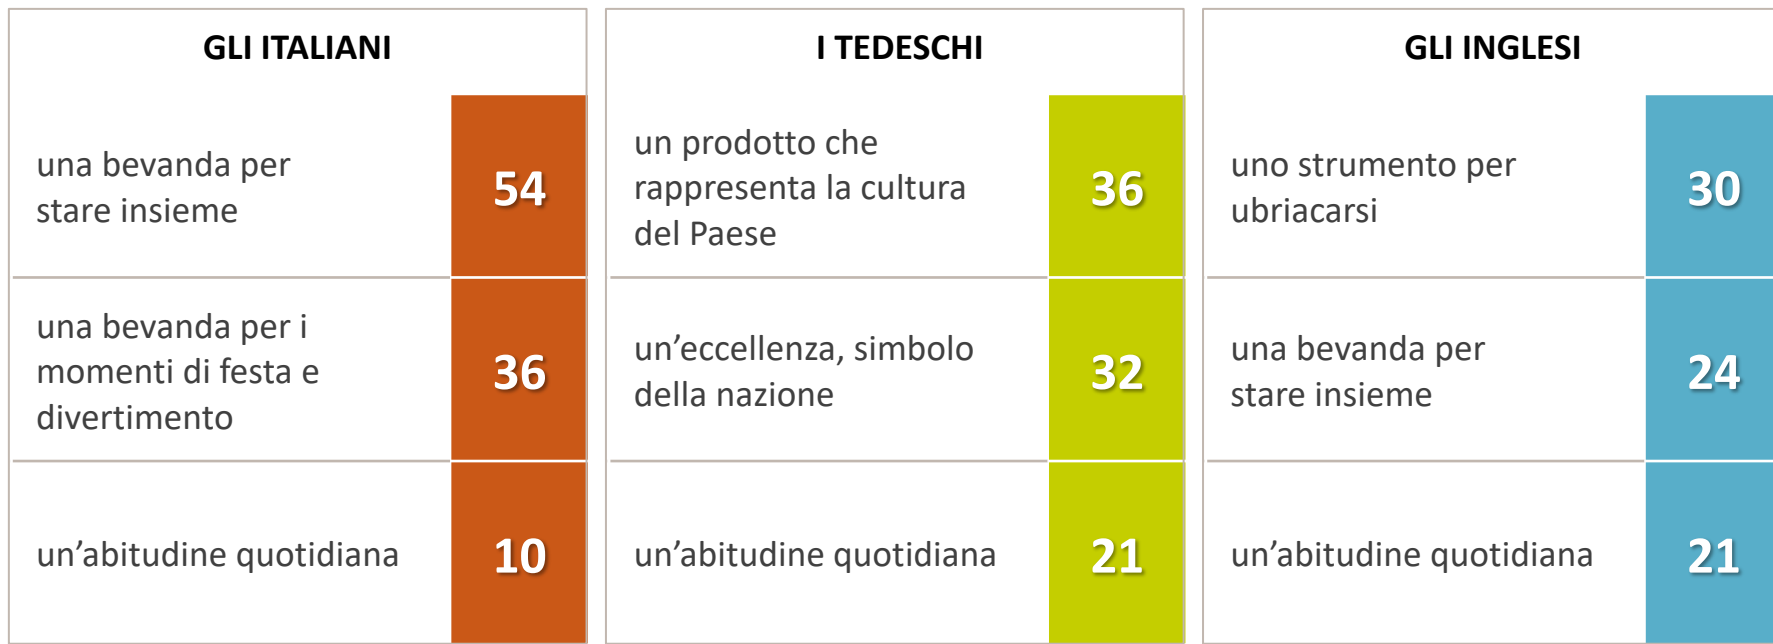 GLI ITALIANI
una bevanda per
stare insieme
54
una bevanda per i
momenti di festa e
divertimento
36
un’abitudine quotidiana
10
I TEDESCHI
un prodotto che
rappresenta la cultura
del Paese
36
un’eccellenza, simbolo
della nazione
32
un’abitudine quotidiana
21
GLI INGLESI
uno strumento per
ubriacarsi
30
una bevanda per
stare insieme
24
un’abitudine quotidiana
21